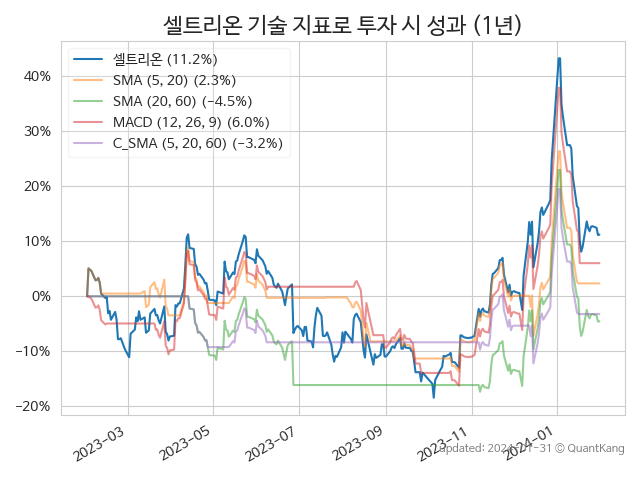 셀트리온 기술 지표로 투자 시 성과 (1년)
셀트리온 (11.2%)
SMA (5, 20) (2.3%)
SMA (20, 60) (−4.5%)
MACD (12, 26, 9) (6.0%)
C_SMA (5, 20, 60) (−3.2%)
40%
30%
20%
10%
0%
−10%
−20%
2023-03
2023-05
2023-07
2023-09
2023-11
2024-01
updated: 2024-01-31 © QuantKang